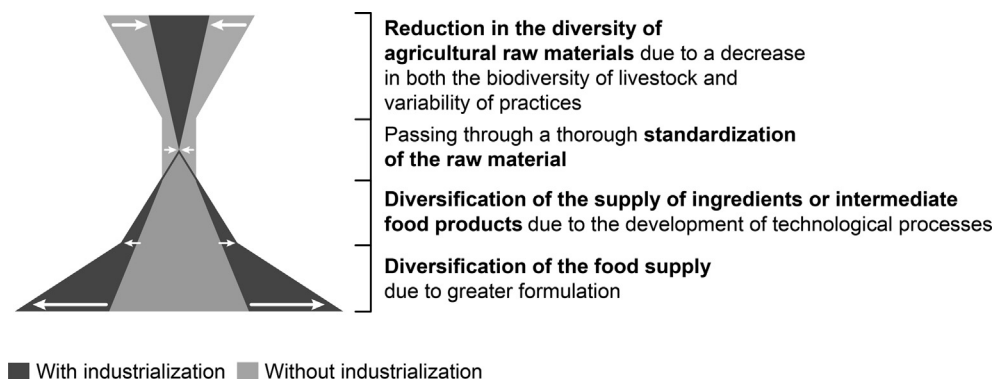 Reduction in the diversity of
agricultural raw materials due to a decrease
in both the biodiversity of livestock and
variability of practices
Passing through a thorough standardization
of the raw material
Diversification of the supply of ingredients or intermediate
food products due to the development of technological processes
Diversification of the food supply
due to greater formulation
With industrialization Without industrialization